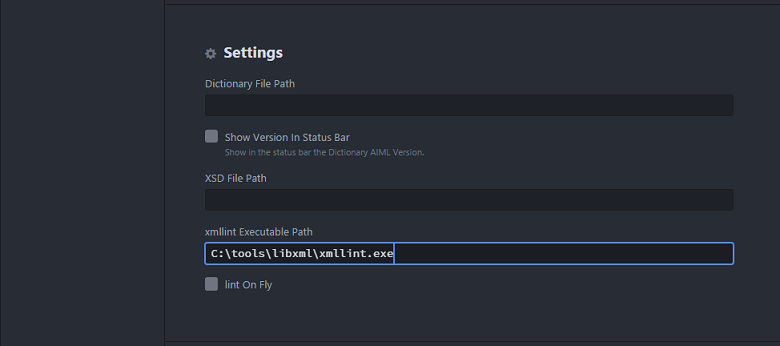 Settings
Dictionary File Path
Show Version In Status Bar
Show in the status bar the Dictionary AIML Version.
XSD File Path
xmllint Executable Path
C:\tools\libxml\xmllint.exe
lint On Fly